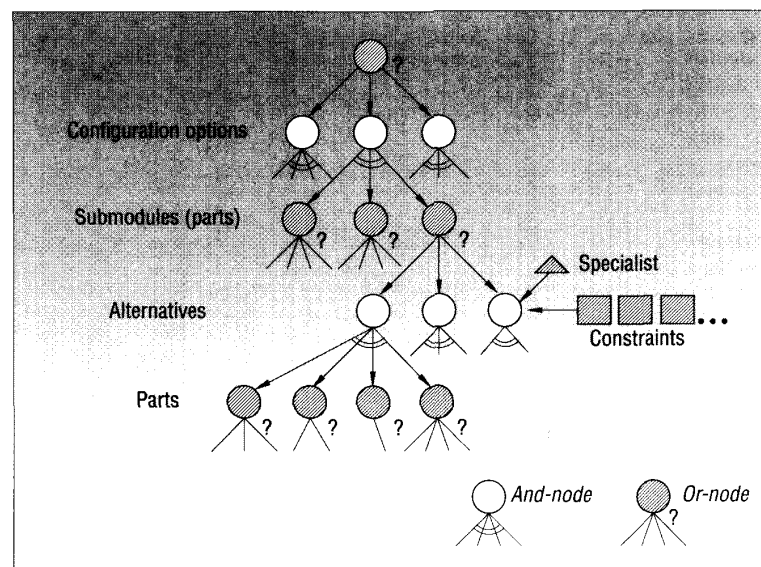 ?
Configuration options
Submodules (parts)
? ? ?
Specialist
Alternatives
...
Constraints
Parts
? ? ? ?
And-node
Or-node
?